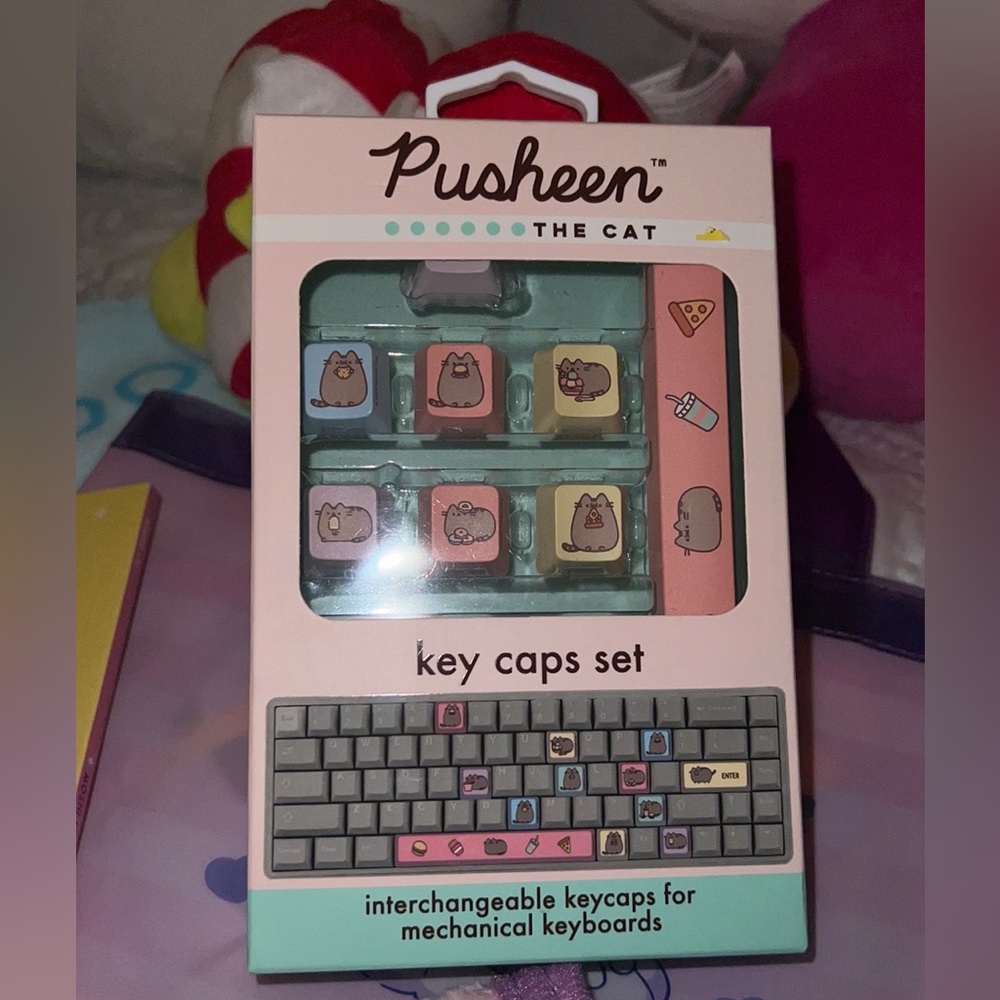 Pusheen™
THE CAT
key caps set
ENTER
interchangeable keycaps for
mechanical keyboards